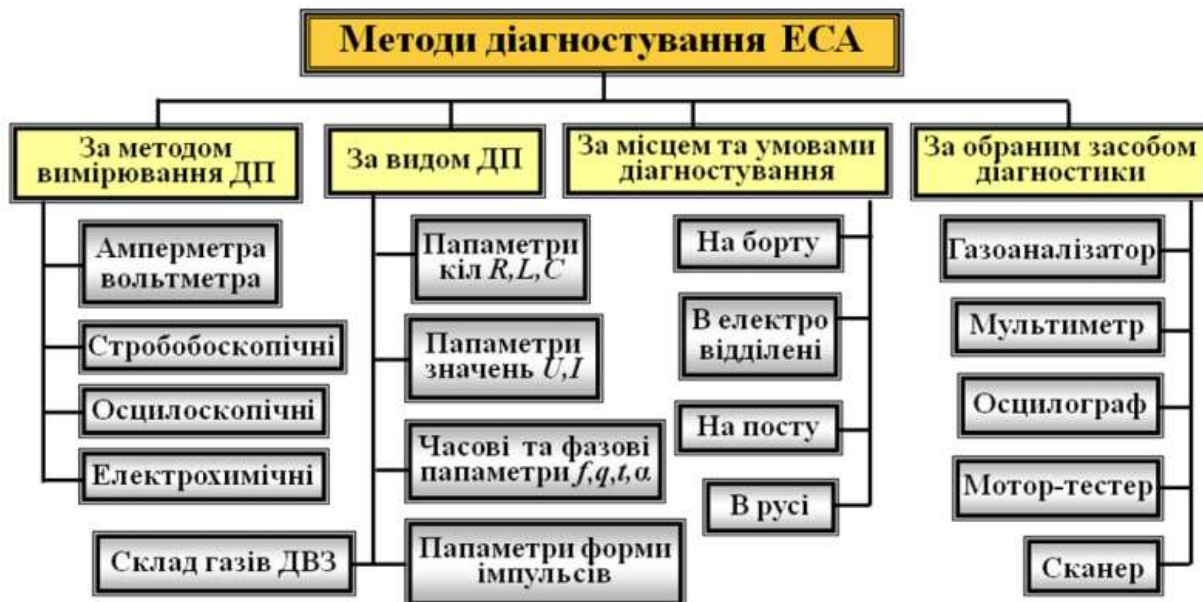 Методи діагностування ЕСА
За методом
вимірювання ДП
Амперметра
вольтметра
Стробобоскопічні
Осцилоскопічні
Електрохимічні
За видом ДП
Папаметри
кіл R,L,C
Папаметри
значень U,I
Часові та фазові
папаметри f,q,t,α
Папаметри форми
імпульсів
Склад газів ДВЗ
За місцем та умовами
діагностування
На борту
В електро
відділені
На посту
В русі
За обраним засобом
діагностики
Газоаналізатор
Мультиметр
Осцилограф
Мотор-тестер
Сканер